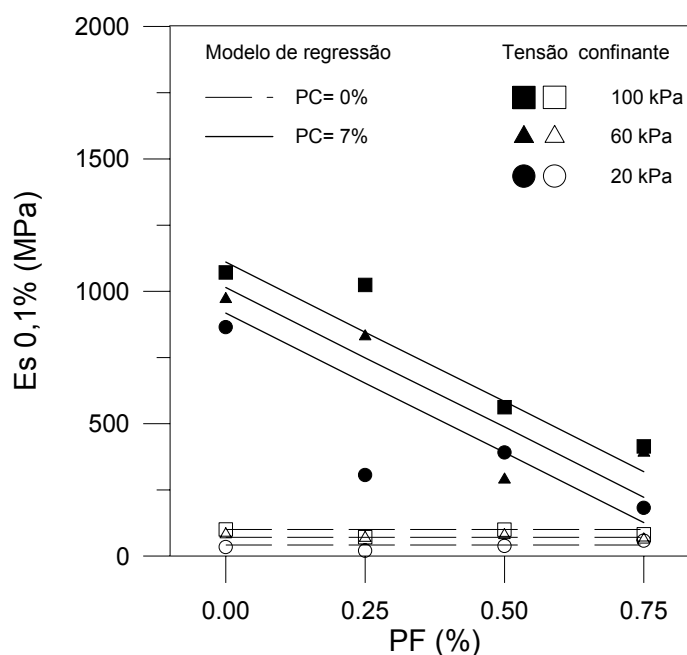 2000
Modelo de regressão
PC= 0%
PC= 7%
Tensão confinante
100 kPa
60 kPa
20 kPa
1500
1000
500
0
Es 0,1% (MPa)
0.00 0.25 0.50 0.75
PF (%)